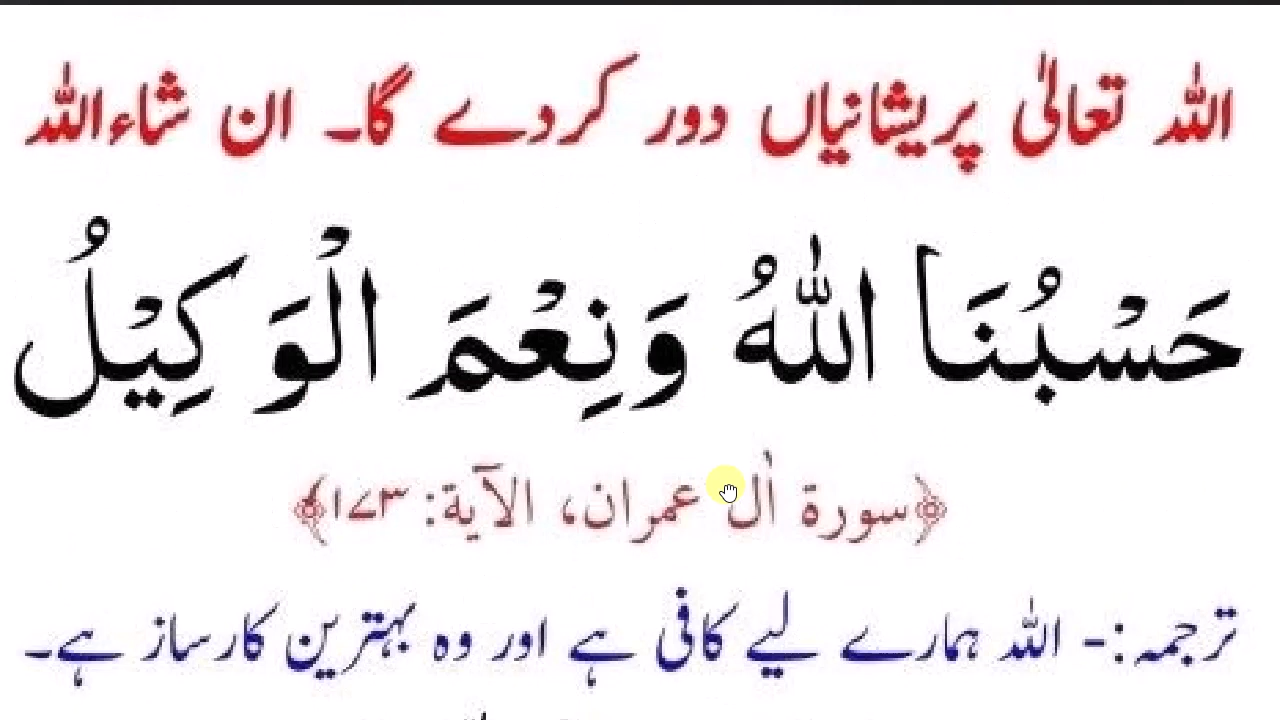 اللہ تعالیٰ پریشانیاں دور کردے گا۔ ان شاءاللہ
حَسْبُنَا اللّٰهُ وَنِعْمَ الْوَكِيْلُ
﴿سورة اٰل عمران، الآية: ١٧٣﴾
ترجمہ:- اللہ ہمارے لیے کافی ہے اور وہ بہترین کارساز ہے۔